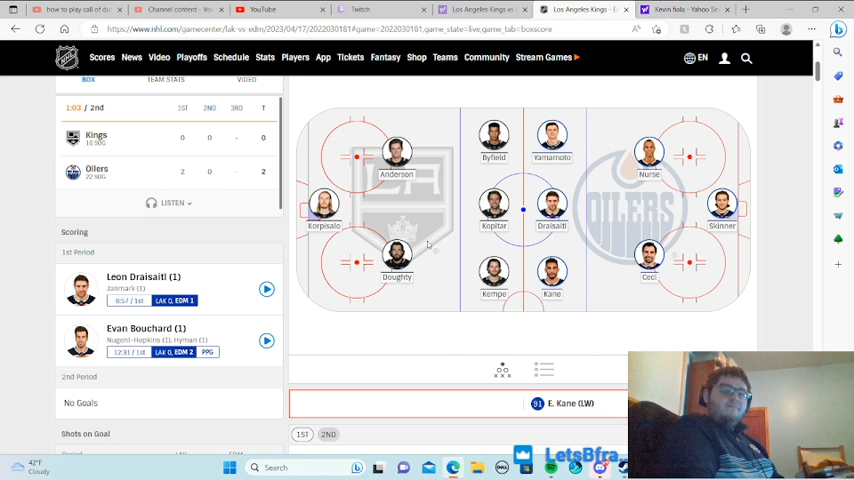 how to play call of du
Channel content - You
YouTube
Twitch
Los Angeles Kings vs
Los Angeles Kings - E
Kevin fiala - Yahoo Se
https://www.nhl.com/gamecenter/lak-vs-edm/2023/04/17/2022030181#game=2022030181,game_state=live,game_tab=boxscore
NHL
Scores News Video Playoffs Schedule Stats Players App Tickets Fantasy Shop Teams Community Stream Games
EN
BOX TEAM STATS VIDEO
1:03 / 2nd 1ST 2ND 3RD T
Kings 0 0 - 0
16 SOG
Oilers 2 0 - 2
22 SOG
LISTEN
Scoring
1st Period
Leon Draisaitl (1)
Janmark (1)
8:57 / 1st LAK 0, EDM 1
Evan Bouchard (1)
Nugent-Hopkins (1), Hyman (1)
12:31 / 1st LAK 0, EDM 2 PPG
2nd Period
No Goals
Shots on Goal
Period LAK EDM
Byfield Yamamoto
Anderson Nurse
OILERS
Korpisalo Kopitar Draisaitl Skinner
Doughty Ceci
Kempe Kane
91 E. Kane (LW)
1ST 2ND
LetsBfra...
42°F
Cloudy
Search
DELL